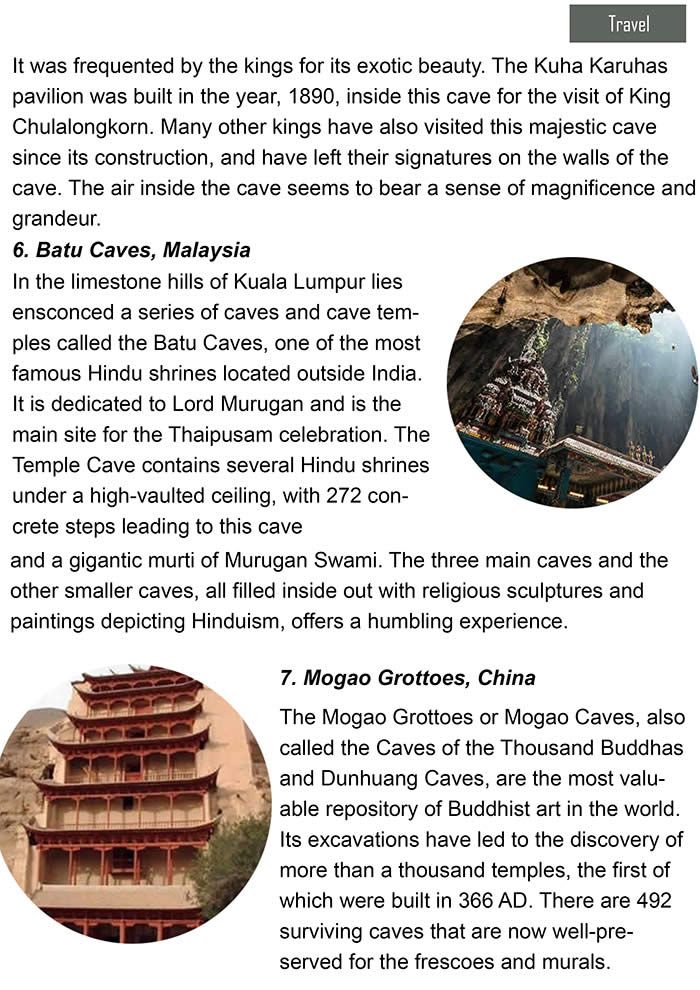 Travel
It was frequented by the kings for its exotic beauty. The Kuha Karuhas
pavilion was built in the year, 1890, inside this cave for the visit of King
Chulalongkorn. Many other kings have also visited this majestic cave
since its construction, and have left their signatures on the walls of the
cave. The air inside the cave seems to bear a sense of magnificence and
grandeur.
6. Batu Caves, Malaysia
In the limestone hills of Kuala Lumpur lies
ensconced a series of caves and cave tem-
ples called the Batu Caves, one of the most
famous Hindu shrines located outside India.
It is dedicated to Lord Murugan and is the
main site for the Thaipusam celebration. The
Temple Cave contains several Hindu shrines
under a high-vaulted ceiling, with 272 con-
crete steps leading to this cave
and a gigantic murti of Murugan Swami. The three main caves and the
other smaller caves, all filled inside out with religious sculptures and
paintings depicting Hinduism, offers a humbling experience.
7. Mogao Grottoes, China
The Mogao Grottoes or Mogao Caves, also
called the Caves of the Thousand Buddhas
and Dunhuang Caves, are the most valu-
able repository of Buddhist art in the world.
Its excavations have led to the discovery of
more than a thousand temples, the first of
which were built in 366 AD. There are 492
surviving caves that are now well-pre-
served for the frescoes and murals.